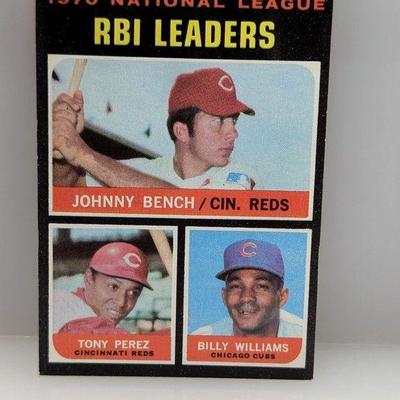 1970 NATIONAL LEAGUE
RBI LEADERS
JOHNNY BENCH / CIN. REDS
TONY PEREZ
CINCINNATI REDS
BILLY WILLIAMS
CHICAGO CUBS